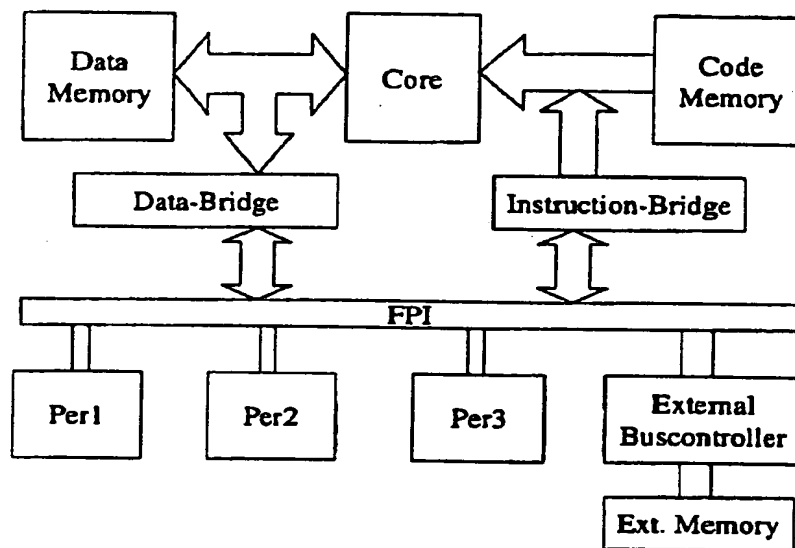 Data
Memory
Core
Code
Memory
Data-Bridge
Instruction-Bridge
FPI
Per1
Per2
Per3
External
Buscontroller
Ext. Memory